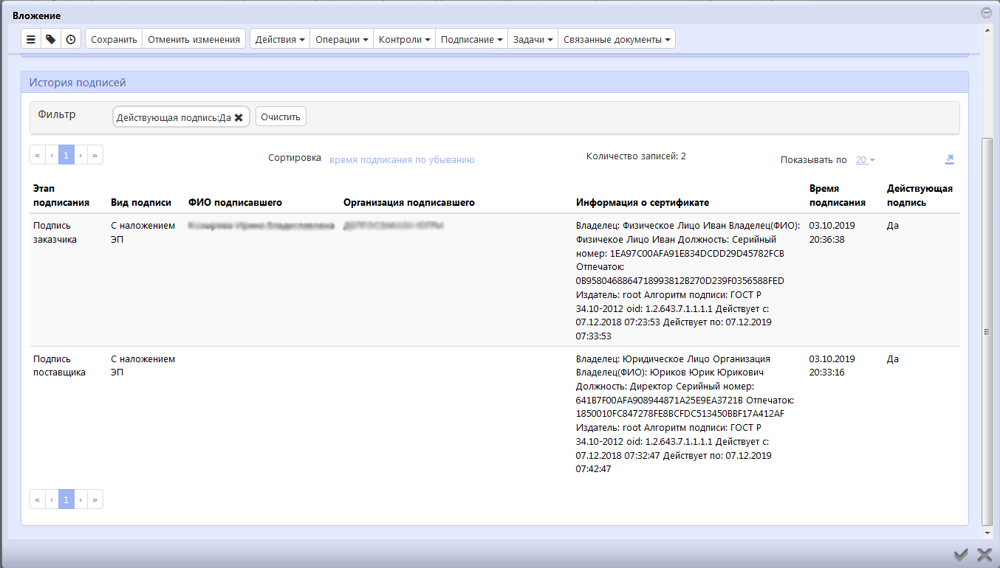 Вложение
Сохранить Отменить изменения Действия Операции Контроли Подписание Задачи Связанные документы
История подписей
Фильтр Действующая подпись:Да Очистить
« ‹ 1 › » Сортировка время подписания по убыванию Количество записей: 2 Показывать по 20
Этап подписания Вид подписи ФИО подписавшего Организация подписавшего Информация о сертификате Время подписания Действующая подпись
Подпись заказчика
С наложением ЭП
Владелец: Физическое Лицо Иван Владелец(ФИО):
Физичекое Лицо Иван Должность: Серийный
номер: 1EA97C00AFA91E834DCDD29D45782FCB
Отпечаток:
0B9580468864718993812B270D239F0356588FED
Издатель: root Алгоритм подписи: ГОСТ Р
34.10-2012 oid: 1.2.643.7.1.1.1.1 Действует с:
07.12.2018 07:23:53 Действует по: 07.12.2019
07:33:53
03.10.2019
20:36:38
Да
Подпись поставщика
С наложением ЭП
Владелец: Юридическое Лицо Организация
Владелец(ФИО): Юриков Юрик Юрикович
Должность: Директор Серийный номер:
641B7F00AFA908944871A25E9EA3721B Отпечаток:
1850010FC847278FE8BCFDC513450BBF17A412AF
Издатель: root Алгоритм подписи: ГОСТ Р
34.10-2012 oid: 1.2.643.7.1.1.1.1 Действует с:
07.12.2018 07:32:47 Действует по: 07.12.2019
07:42:47
03.10.2019
20:33:16
Да
« ‹ 1 › »